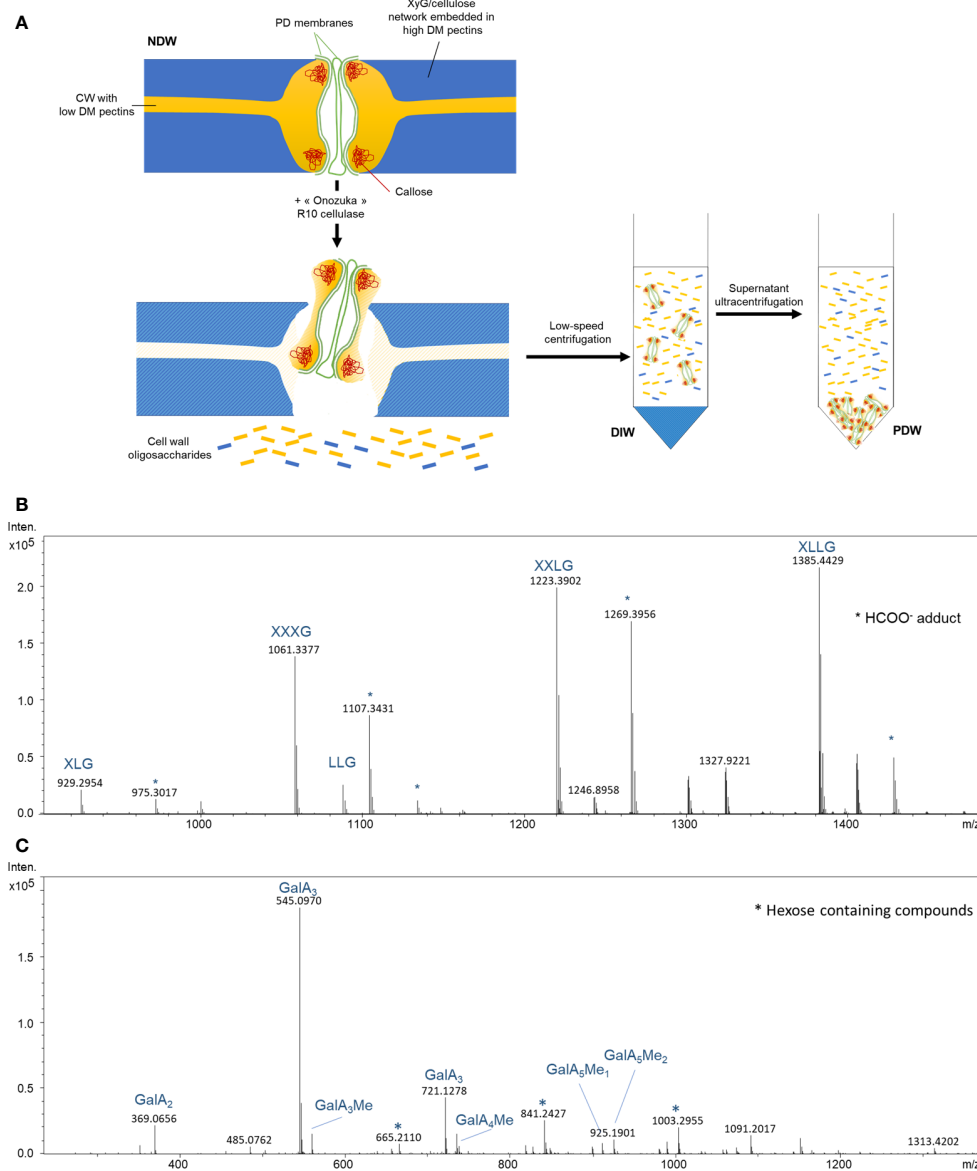 A
XyG/cellulose
network embedded in
high DM pectins
PD membranes
NDW
CW with
low DM pectins
Callose
+ « Onozuka »
R10 cellulase
Low-speed
centrifugation
Supernatant
ultracentrifugation
Cell wall
oligosaccharides
DIW
PDW
B
Inten.
x10⁵
2.0
1.0
0.5
0.0
XLG
929.2954
*
975.3017
XXXG
1061.3377
*
1107.3431
LLG
*
XXLG
1223.3902
*
1269.3956
1246.8958
1327.9221
XLLG
1385.4429
*
* HCOO⁻ adduct
1000
1100
1200
1300
1400
m/z
C
Inten.
x10⁵
1.5
1.0
0.5
0.0
GalA₂
369.0656
485.0762
GalA₃
545.0970
GalA₃Me
*
665.2110
GalA₃
721.1278
GalA₄Me
*
841.2427
GalA₅Me₁
GalA₅Me₂
925.1901
*
1003.2955
1091.2017
1313.4202
* Hexose containing compounds
400
600
800
1000
1200
m/z